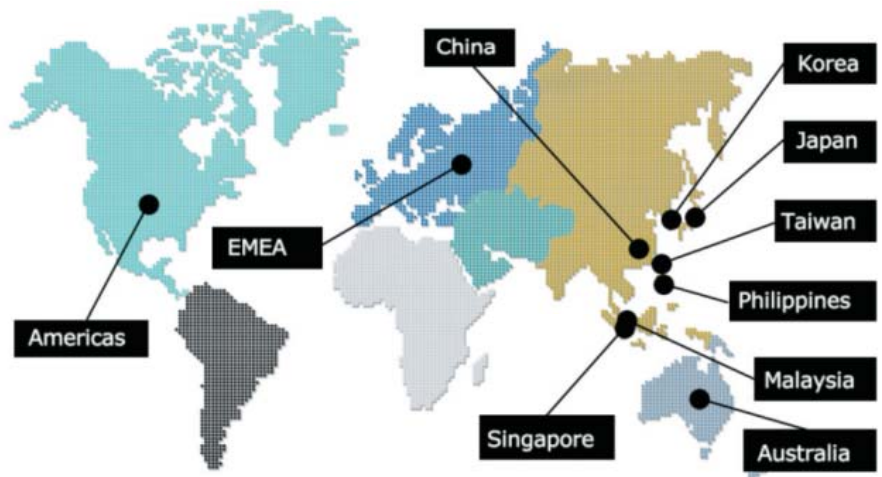 China
Korea
Japan
EMEA
Taiwan
Philippines
Americas
Malaysia
Singapore
Australia